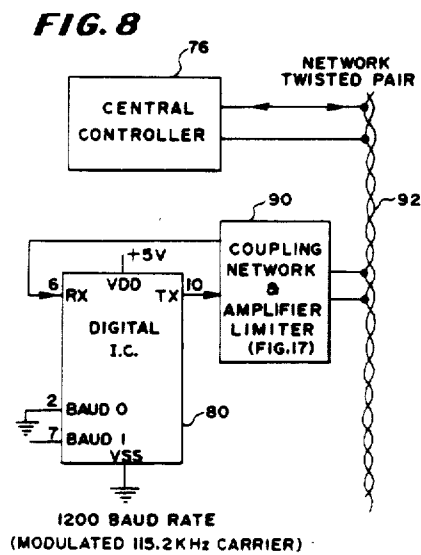 FIG. 8
76
NETWORK
TWISTED PAIR
CENTRAL
CONTROLLER
92
90
+5V
COUPLING
NETWORK
&
AMPLIFIER
LIMITER
(FIG.17)
6
RX
VDD
TX
10
DIGITAL
I.C.
2
BAUD 0
7
BAUD 1
80
VSS
1200 BAUD RATE
(MODULATED 115.2KHz CARRIER)